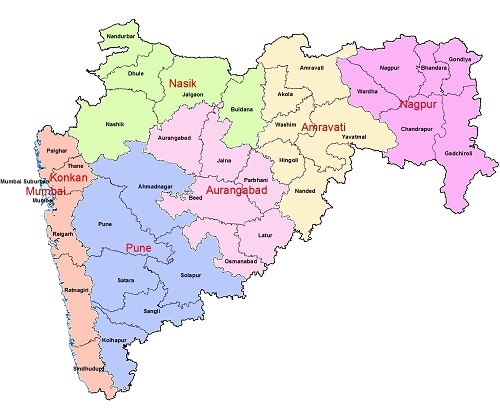 Nandurbar
Dhule
Nasik
Jalgaon
Nashik
Buldana
Amravati
Akola
Washim
Amravati
Yavatmal
Hingoli
Nanded
Nagpur
Bhandara
Gondiya
Wardha
Nagpur
Chandrapur
Gadchiroli
Aurangabad
Jalna
Parbhani
Aurangabad
Beed
Latur
Osmanabad
Palghar
Thane
Konkan
Mumbai Suburban
Mumbai
Mumbai
Raigarh
Ratnagiri
Sindhudurg
Ahmadnagar
Pune
Pune
Satara
Solapur
Sangli
Kolhapur